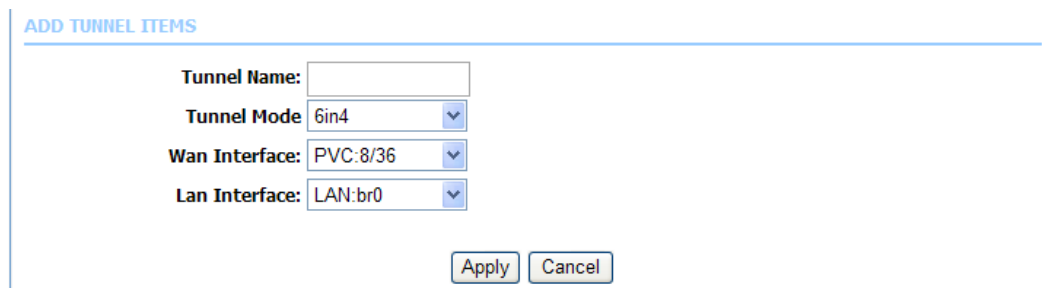 ADD TUNNEL ITEMS
Tunnel Name:
Tunnel Mode 6in4
Wan Interface: PVC:8/36
Lan Interface: LAN:br0
Apply Cancel